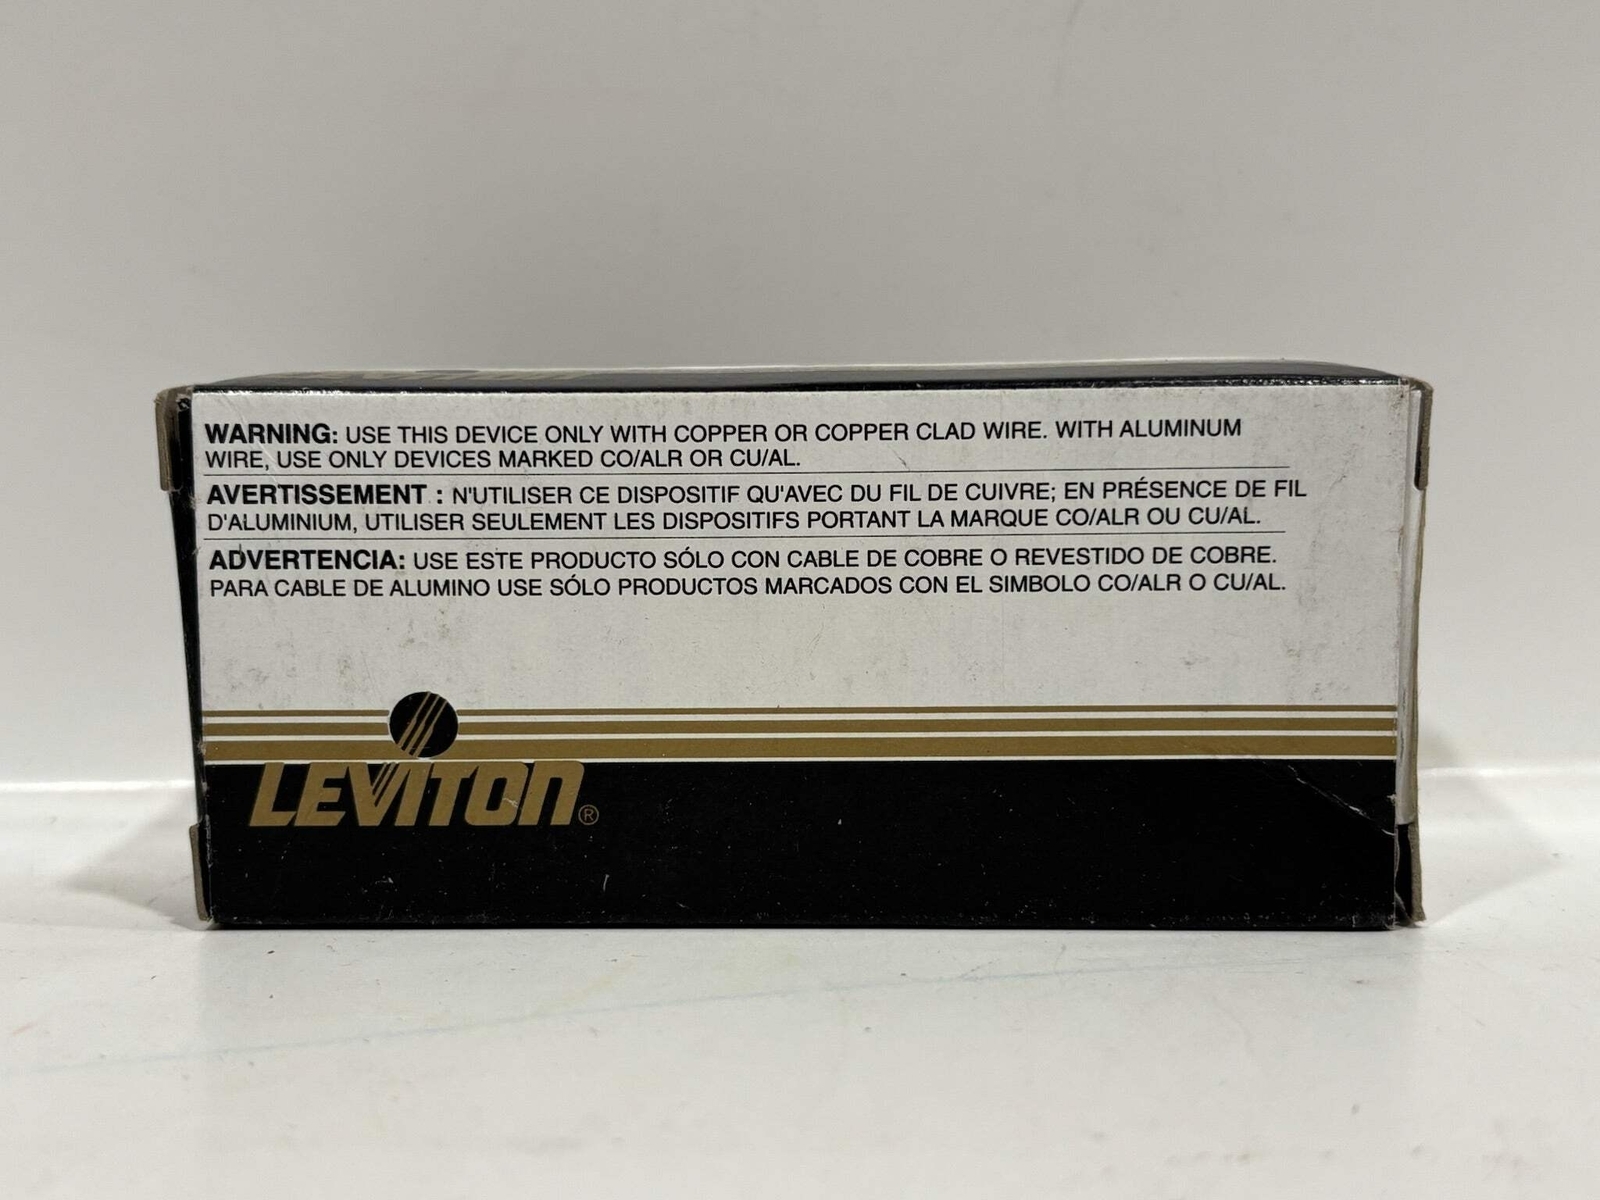 WARNING: USE THIS DEVICE ONLY WITH COPPER OR COPPER CLAD WIRE. WITH ALUMINUM
WIRE, USE ONLY DEVICES MARKED CO/ALR OR CU/AL.
AVERTISSEMENT : N'UTILISER CE DISPOSITIF QU'AVEC DU FIL DE CUIVRE; EN PRÉSENCE DE FIL
D'ALUMINIUM, UTILISER SEULEMENT LES DISPOSITIFS PORTANT LA MARQUE CO/ALR OU CU/AL.
ADVERTENCIA: USE ESTE PRODUCTO SÓLO CON CABLE DE COBRE O REVESTIDO DE COBRE.
PARA CABLE DE ALUMINO USE SÓLO PRODUCTOS MARCADOS CON EL SIMBOLO CO/ALR O CU/AL.
LEVITON®